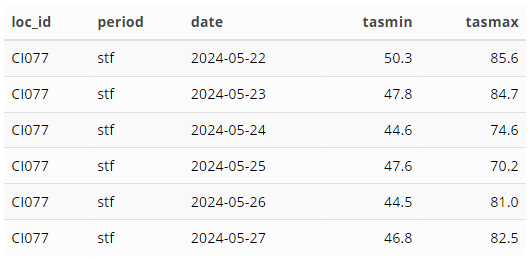 loc_id period date tasmin tasmax
CI077 stf 2024-05-22 50.3 85.6
CI077 stf 2024-05-23 47.8 84.7
CI077 stf 2024-05-24 44.6 74.6
CI077 stf 2024-05-25 47.6 70.2
CI077 stf 2024-05-26 44.5 81.0
CI077 stf 2024-05-27 46.8 82.5